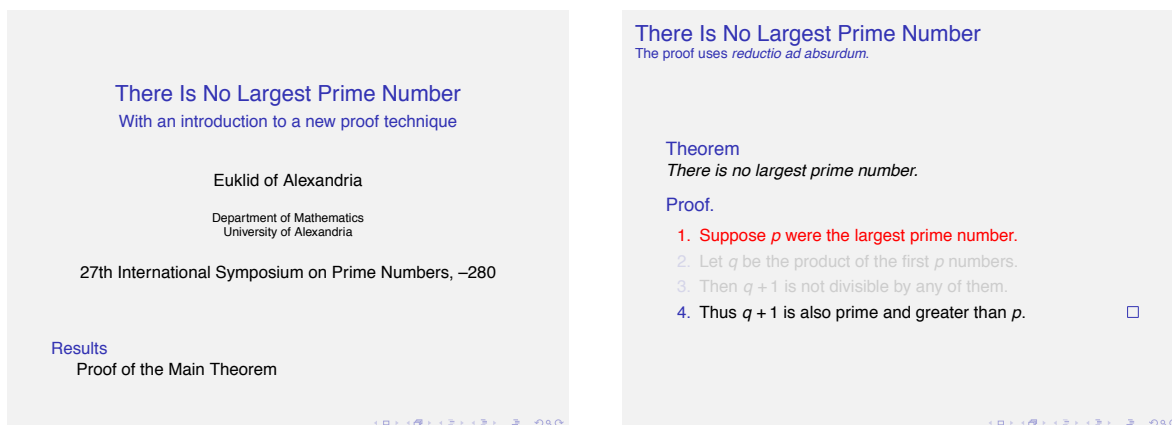 There Is No Largest Prime Number
With an introduction to a new proof technique
Euklid of Alexandria
Department of Mathematics
University of Alexandria
27th International Symposium on Prime Numbers, –280
Results
Proof of the Main Theorem
There Is No Largest Prime Number
The proof uses reductio ad absurdum.
Theorem
There is no largest prime number.
Proof.
1. Suppose p were the largest prime number.
2. Let q be the product of the first p numbers.
3. Then q + 1 is not divisible by any of them.
4. Thus q + 1 is also prime and greater than p.